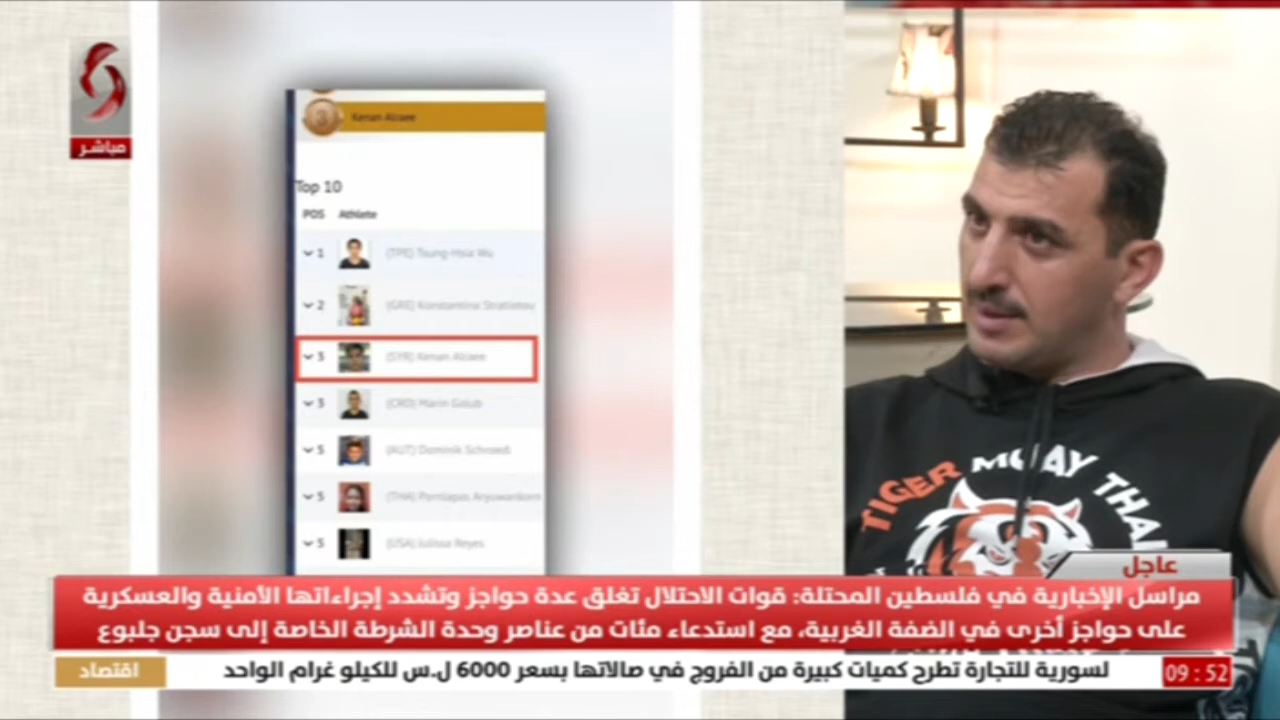 مباشر
3 Kenan Alzaee
Top 10
POS Athlete
1 (TPE) Tsung-Hsia Wu
2 (GRE) Konstantina Stratiotou
3 (SYR) Kenan Alzaee
3 (CRO) Marin Golub
5 (AUT) Dominik Schroedl
5 (THA) Pornlapas Aryuwankorn
5 (USA) Julissa Reyes
TIGER MUAY THAI
عاجل
مراسل الإخبارية في فلسطين المحتلة: قوات الاحتلال تغلق عدة حواجز وتشدد إجراءاتها الأمنية والعسكرية
على حواجز أخرى في الضفة الغربية، مع استدعاء مئات من عناصر وحدة الشرطة الخاصة إلى سجن جلبوع
اقتصاد
لسورية للتجارة تطرح كميات كبيرة من الفروج في صالاتها بسعر 6000 ل.س للكيلو غرام الواحد
09:52